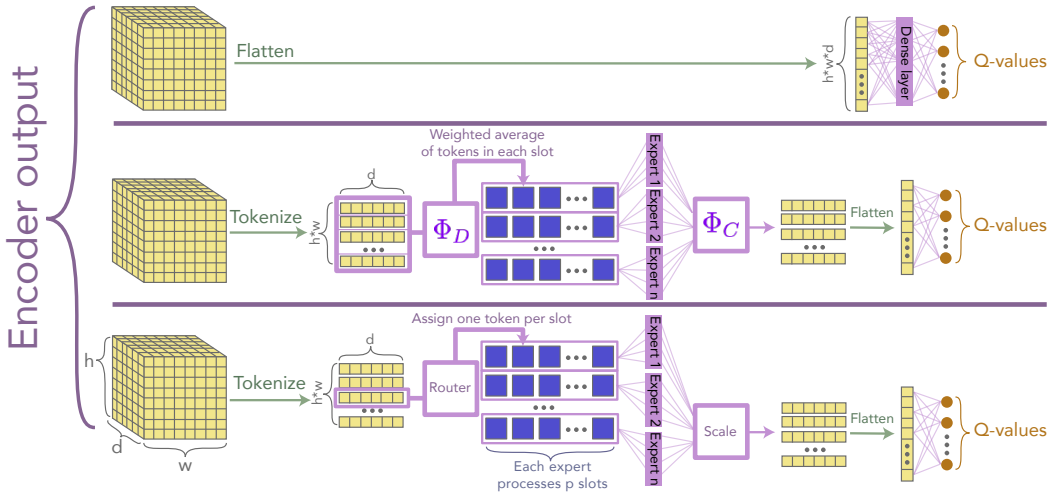 Encoder output
Flatten
h*w*d
Dense layer
Q-values
Weighted average
of tokens in each slot
Tokenize
d
h*w
Φ_D
Expert 1
Expert 2
Expert n
Φ_C
Flatten
Q-values
Assign one token per slot
h
d
w
Tokenize
d
h*w
Router
Expert 1
Expert 2
Expert n
Scale
Flatten
Q-values
Each expert
processes p slots